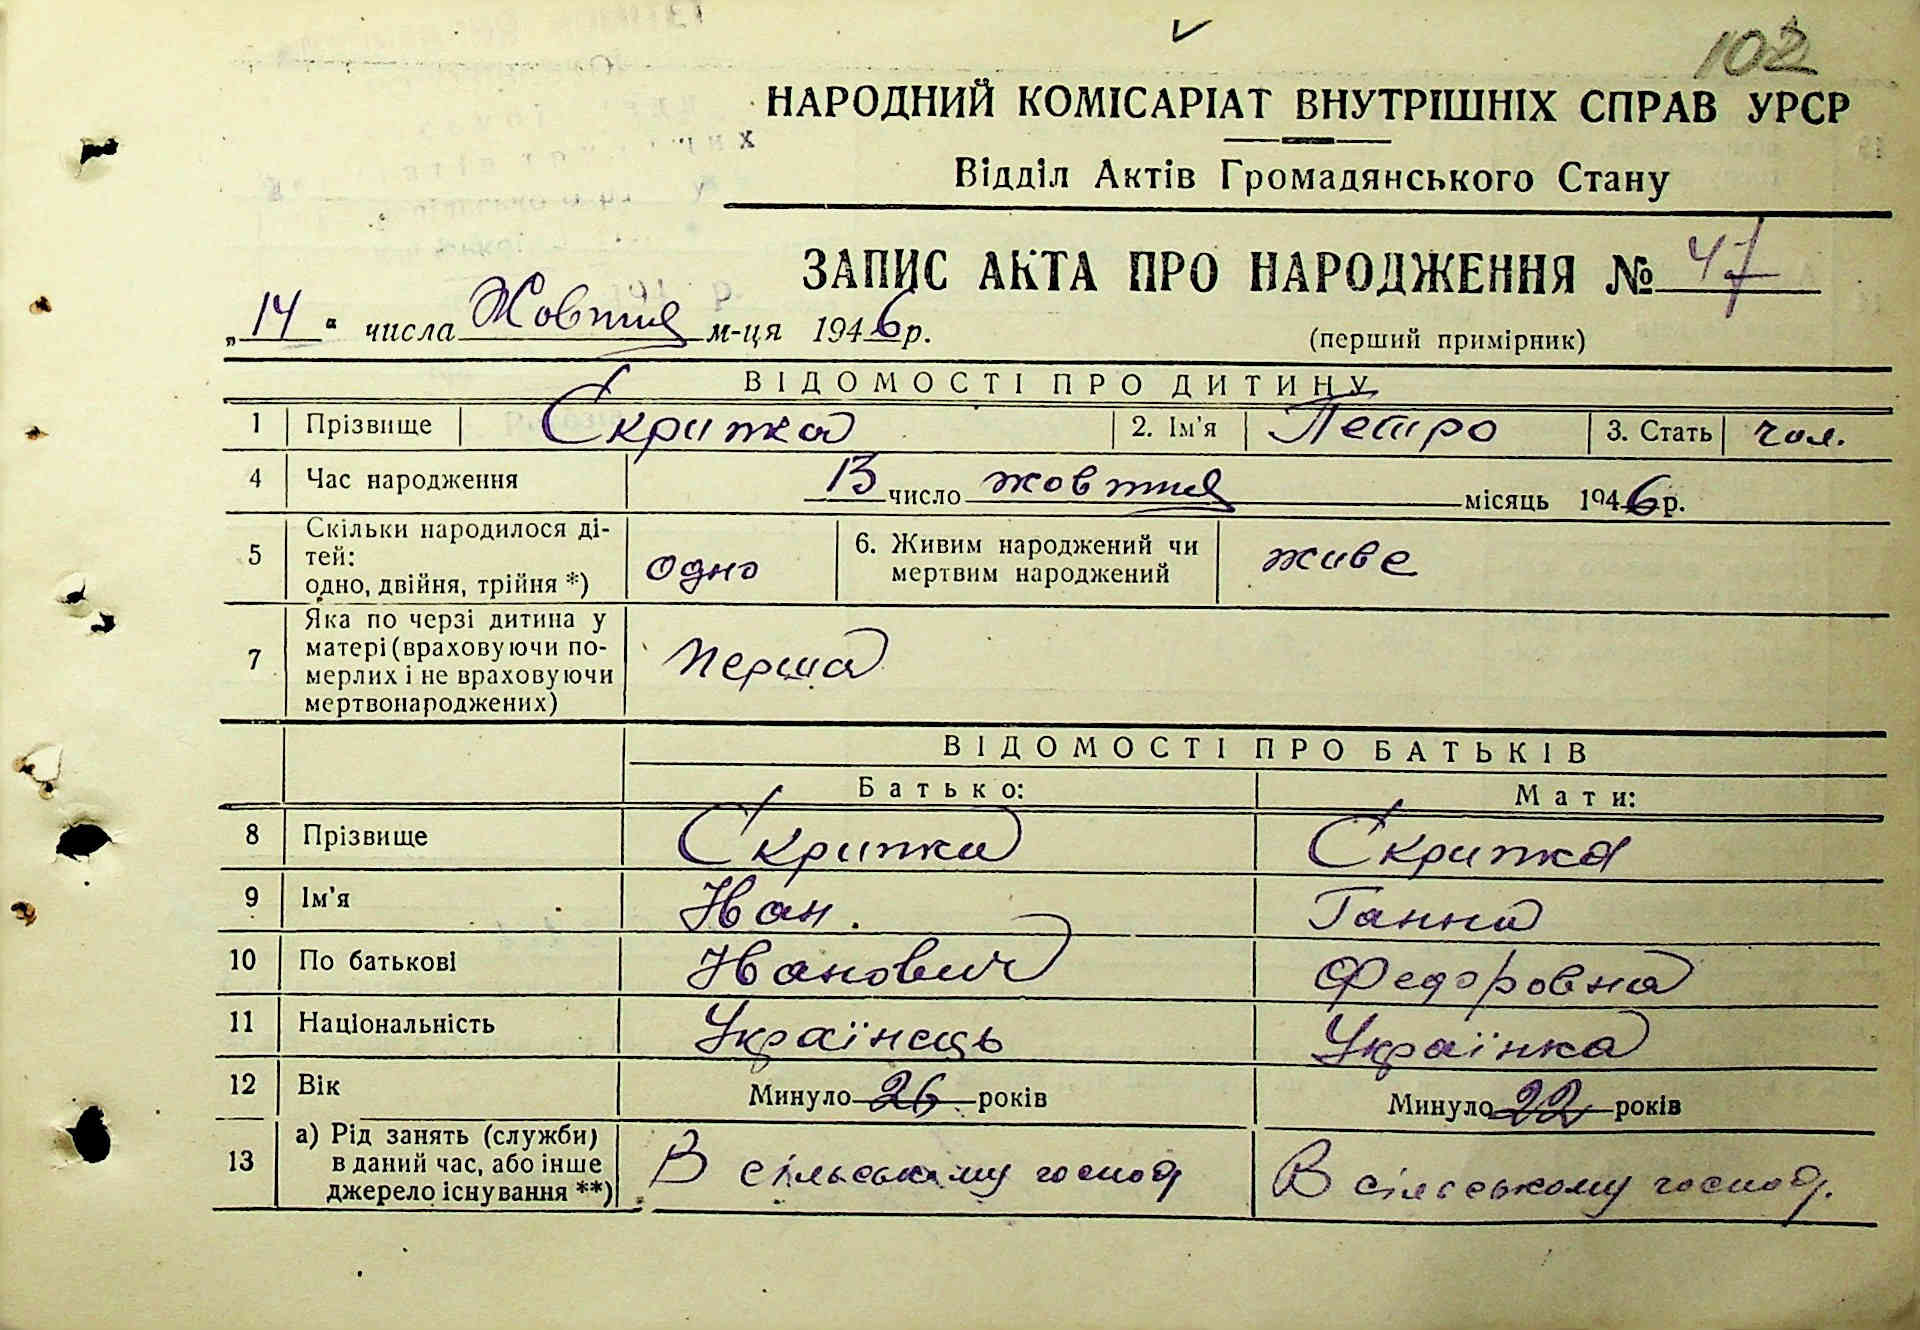 102
НАРОДНИЙ КОМІСАРІАТ ВНУТРІШНІХ СПРАВ УРСР
Відділ Актів Громадянського Стану
ЗАПИС АКТА ПРО НАРОДЖЕННЯ № 47
„14“ числа Жовтня м-ця 1946 р.
(перший примірник)
ВІДОМОСТІ ПРО ДИТИНУ
1 Прізвище Скрипка 2. Ім'я Петро 3. Стать чол.
4 Час народження 13 число жовтня місяць 1946 р.
5 Скільки народилося ді-
тей:
одно, двійня, трійня *) одно 6. Живим народжений чи
мертвим народжений живе
7 Яка по черзі дитина у
матері (враховуючи по-
мерлих і не враховуючи
мертвонароджених) перша
ВІДОМОСТІ ПРО БАТЬКІВ
Батько: Мати:
8 Прізвище Скрипка Скрипка
9 Ім'я Іван. Ганна
10 По батькові Іванович Федоровна
11 Національність Українець Українка
12 Вік Минуло 26 років Минуло 22 років
13 а) Рід занять (служби)
в даний час, або інше
джерело існування **) В сільському господ В сільському господ.